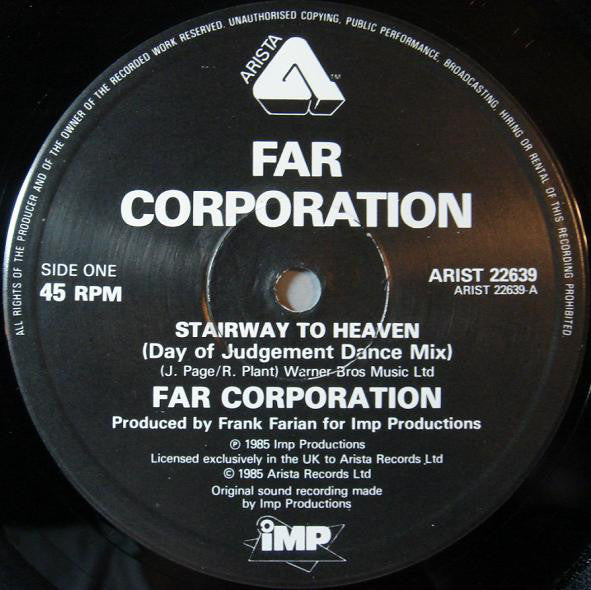 ALL RIGHTS OF THE PRODUCER AND OF THE OWNER OF THE RECORDED WORK RESERVED. UNAUTHORISED COPYING, PUBLIC PERFORMANCE, BROADCASTING, HIRING OR RENTAL OF THIS RECORDING PROHIBITED.
ARISTA
TM
FAR
CORPORATION
SIDE ONE
45 RPM
ARIST 22639
ARIST 22639-A
STAIRWAY TO HEAVEN
(Day of Judgement Dance Mix)
(J. Page/R. Plant) Warner Bros Music Ltd
FAR CORPORATION
Produced by Frank Farian for Imp Productions
℗ 1985 Imp Productions
Licensed exclusively in the UK to Arista Records Ltd
© 1985 Arista Records Ltd
Original sound recording made
by Imp Productions
iMP